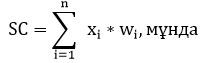 SC = ∑_{i=1}^{n} x_i * w_i, мұнда